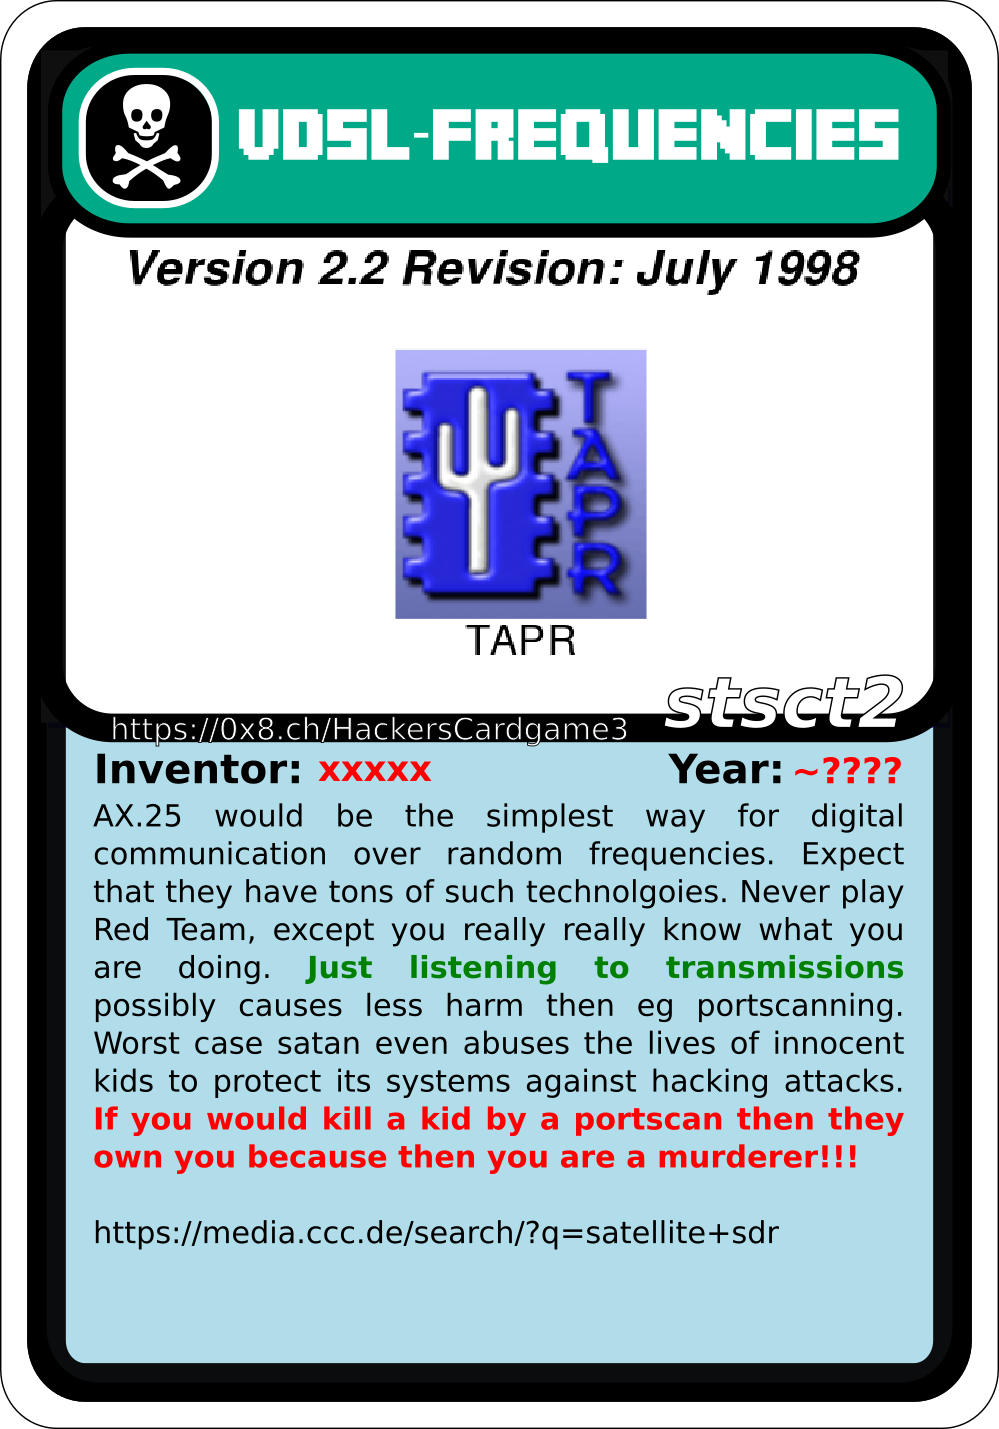 VDSL-FREQUENCIES
Version 2.2 Revision: July 1998
TAPR
TAPR
stsct2
https://0x8.ch/HackersCardgame3
Inventor: xxxxx Year: ~????
AX.25 would be the simplest way for digital
communication over random frequencies. Expect
that they have tons of such technolgoies. Never play
Red Team, except you really really know what you
are doing. Just listening to transmissions
possibly causes less harm then eg portscanning.
Worst case satan even abuses the lives of innocent
kids to protect its systems against hacking attacks.
If you would kill a kid by a portscan then they
own you because then you are a murderer!!!
https://media.ccc.de/search/?q=satellite+sdr